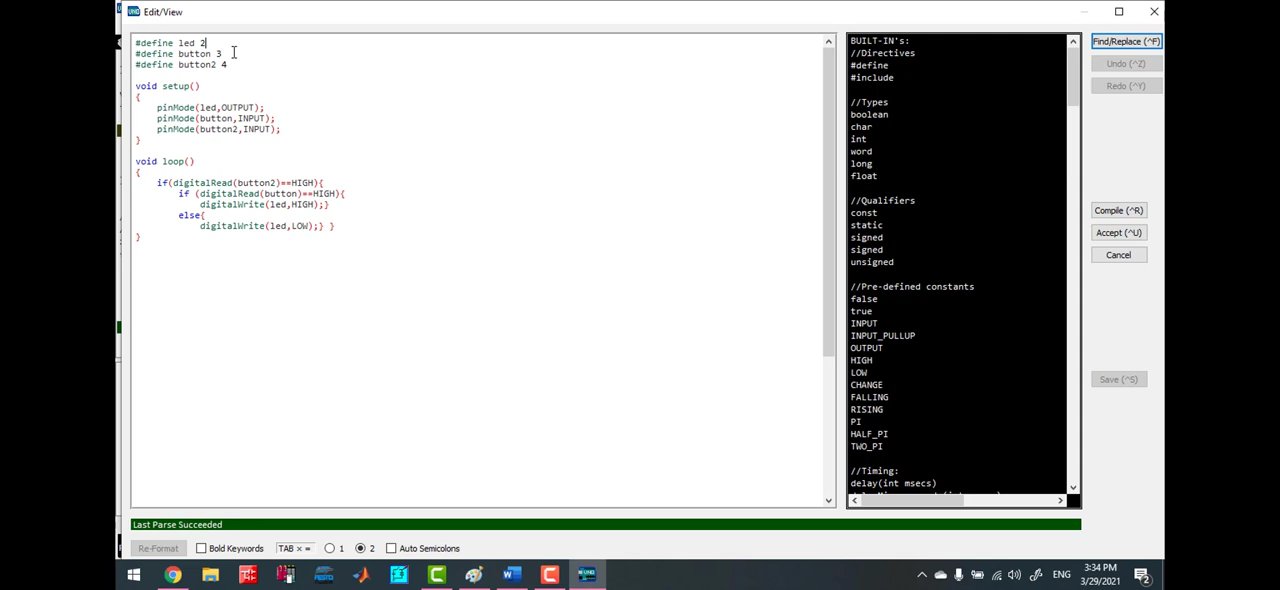 Edit/View
#define led 2
#define button 3
#define button2 4
void setup()
{
pinMode(led,OUTPUT);
pinMode(button,INPUT);
pinMode(button2,INPUT);
}
void loop()
{
if(digitalRead(button2)==HIGH){
if (digitalRead(button)==HIGH){
digitalWrite(led,HIGH);}
else{
digitalWrite(led,LOW);} }
}
BUILT-IN's:
//Directives
#define
#include
//Types
boolean
char
int
word
long
float
//Qualifiers
const
static
signed
signed
unsigned
//Pre-defined constants
false
true
INPUT
INPUT_PULLUP
OUTPUT
HIGH
LOW
CHANGE
FALLING
RISING
PI
HALF_PI
TWO_PI
//Timing:
delay(int msecs)
Find/Replace (^F)
Undo (^Z)
Redo (^Y)
Compile (^R)
Accept (^U)
Cancel
Save (^S)
Last Parse Succeeded
Re-Format
Bold Keywords
TAB × =
1
2
Auto Semicolons
ENG
3:34 PM
3/29/2021
2